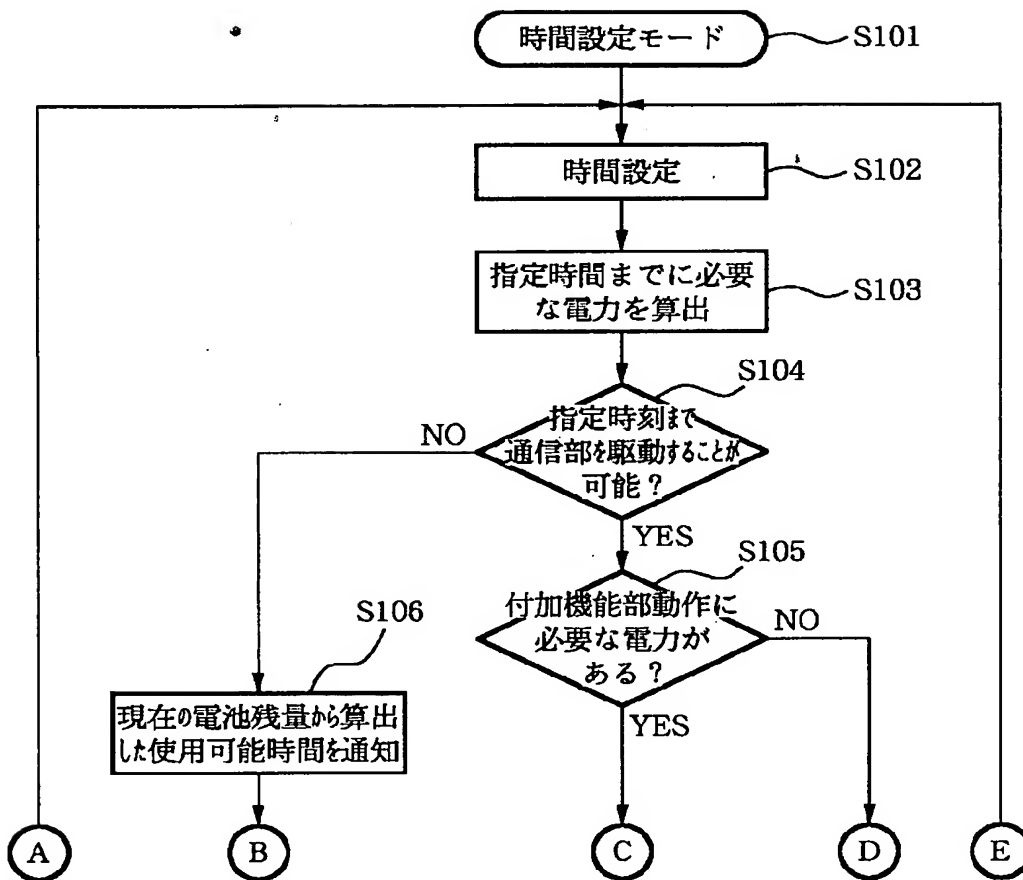 時間設定モード
S101
時間設定
S102
指定時間までに必要
な電力を算出
S103
S104
指定時刻まで
通信部を駆動することが
可能？
NO
YES
S105
付加機能部動作に
必要な電力が
ある？
NO
YES
S106
現在の電池残量から算出
した使用可能時間を通知
A
B
C
D
E